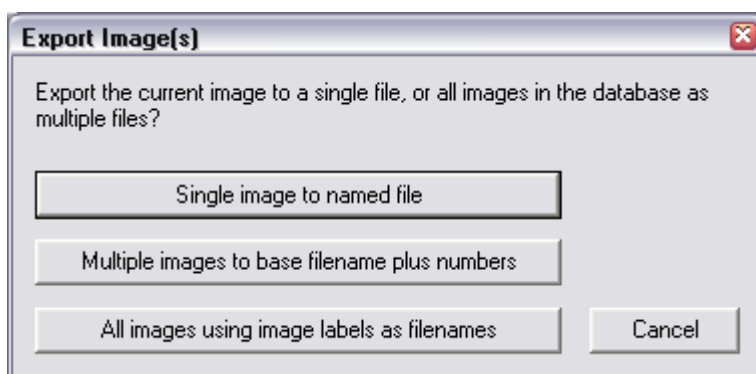 Export Image(s)
Export the current image to a single file, or all images in the database as
multiple files?
Single image to named file
Multiple images to base filename plus numbers
All images using image labels as filenames
Cancel